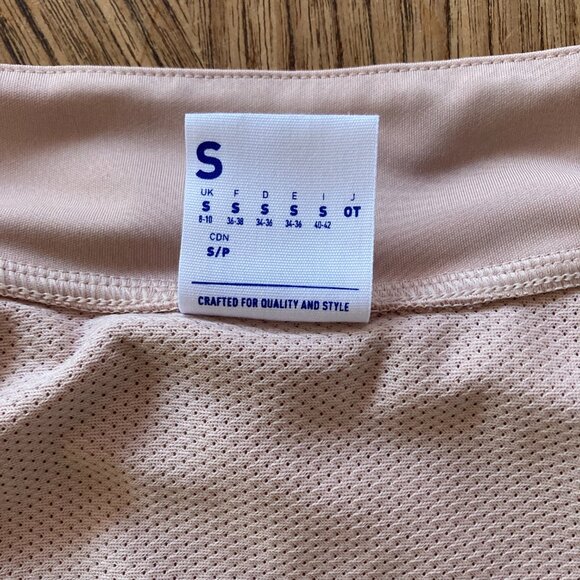 S
UK F D E I J
S S S S S OT
8-10 36-38 34-36 34-36 40-42
CDN
S/P
CRAFTED FOR QUALITY AND STYLE